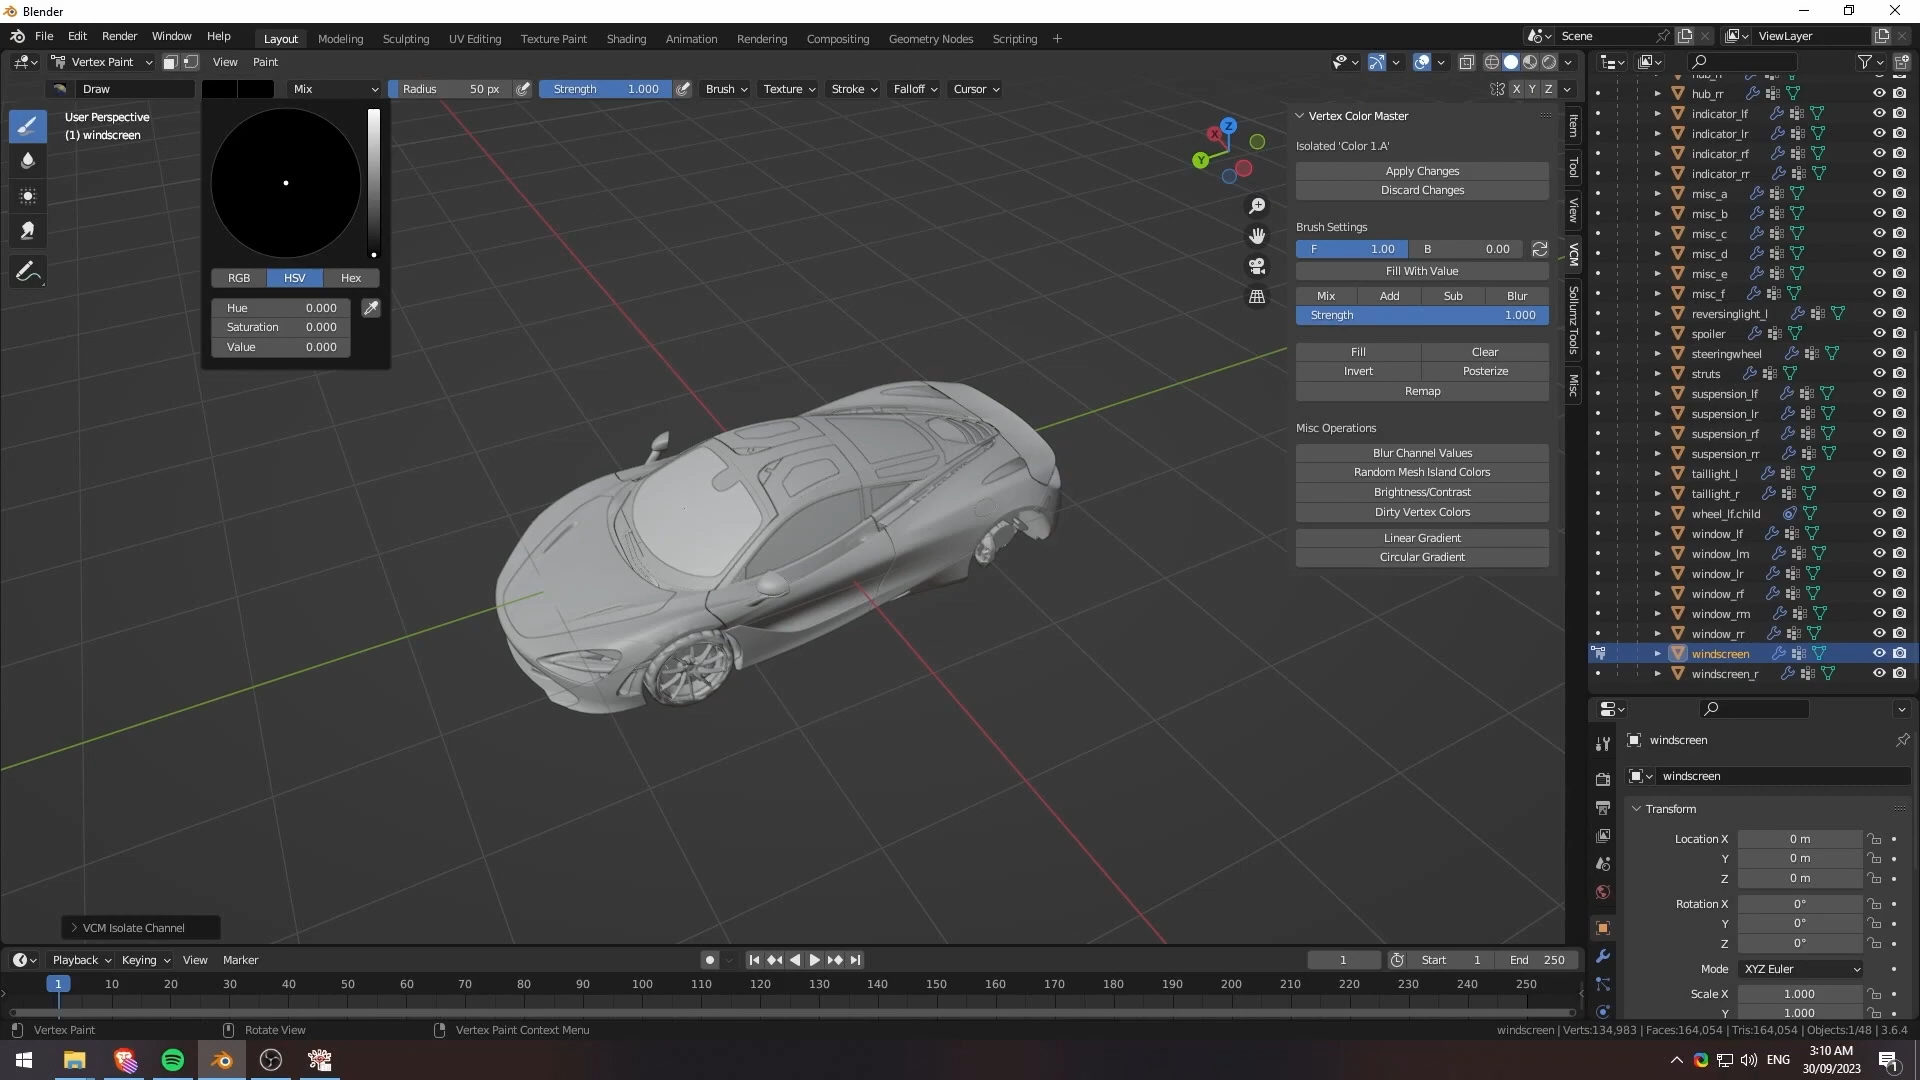 Blender
File Edit Render Window Help
Layout Modeling Sculpting UV Editing Texture Paint Shading Animation Rendering Compositing Geometry Nodes Scripting +
Scene
ViewLayer
Vertex Paint View Paint
Draw Mix Radius 50 px Strength 1.000 Brush Texture Stroke Falloff Cursor X Y Z
User Perspective
(1) windscreen
RGB HSV Hex
Hue 0.000
Saturation 0.000
Value 0.000
X Y Z
Vertex Color Master
Isolated 'Color 1.A'
Apply Changes
Discard Changes
Brush Settings
F 1.00 B 0.00
Fill With Value
Mix Add Sub Blur
Strength 1.000
Fill Clear
Invert Posterize
Remap
Misc Operations
Blur Channel Values
Random Mesh Island Colors
Brightness/Contrast
Dirty Vertex Colors
Linear Gradient
Circular Gradient
Item
Tool
View
VCM
Sollumz Tools
Misc
hub_rr
indicator_lf
indicator_lr
indicator_rf
indicator_rr
misc_a
misc_b
misc_c
misc_d
misc_e
misc_f
reversinglight_l
spoiler
steeringwheel
struts
suspension_lf
suspension_lr
suspension_rf
suspension_rr
taillight_l
taillight_r
wheel_lf.child
window_lf
window_lm
window_lr
window_rf
window_rm
window_rr
windscreen
windscreen_r
windscreen
windscreen
Transform
Location X 0 m
Y 0 m
Z 0 m
Rotation X 0°
Y 0°
Z 0°
Mode XYZ Euler
Scale X 1.000
Y 1.000
VCM Isolate Channel
Playback Keying View Marker
1 Start 1 End 250
1 10 20 30 40 50 60 70 80 90 100 110 120 130 140 150 160 170 180 190 200 210 220 230 240 250
Vertex Paint Rotate View Vertex Paint Context Menu
windscreen | Verts:134,983 | Faces:164,054 | Tris:164,054 | Objects:1/48 | 3.6.4
ENG
3:10 AM
30/09/2023
1